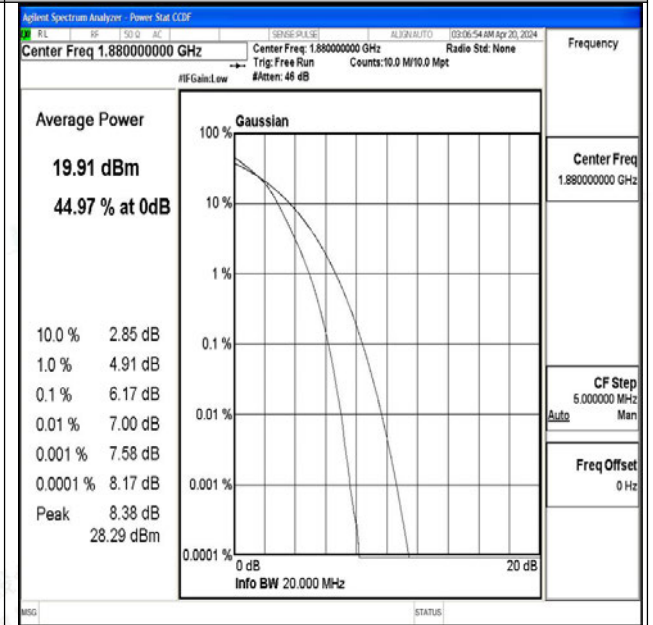 Agilent Spectrum Analyzer - Power Stat CCDF
RL RF 50 Ω AC SENSE:PULSE ALIGN AUTO 03:06:54 AM Apr 20, 2024
Center Freq 1.880000000 GHz
Center Freq: 1.880000000 GHz Radio Std: None
Trig: Free Run Counts:10.0 M/10.0 Mpt
#IFGain:Low #Atten: 46 dB
Frequency
Average Power
19.91 dBm
44.97 % at 0dB
10.0 % 2.85 dB
1.0 % 4.91 dB
0.1 % 6.17 dB
0.01 % 7.00 dB
0.001 % 7.58 dB
0.0001 % 8.17 dB
Peak 8.38 dB
28.29 dBm
Gaussian
100 %
10 %
1 %
0.1 %
0.01 %
0.001 %
0.0001 %
0 dB 20 dB
Info BW 20.000 MHz
Center Freq
1.880000000 GHz
CF Step
5.000000 MHz
Auto Man
Freq Offset
0 Hz
MSG STATUS